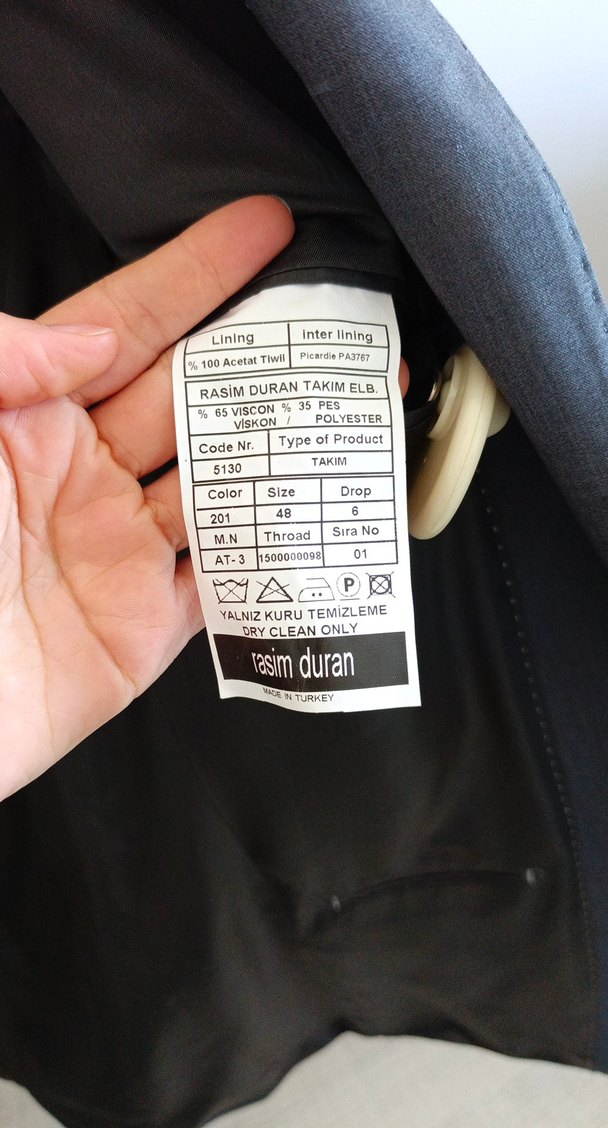 Lining inter lining
% 100 Acetat Tiwil Picardie PA3767
RASİM DURAN TAKIM ELB.
% 65 VISCON % 35 PES
VİSKON / POLYESTER
Code Nr. Type of Product
5130 TAKIM
Color Size Drop
201 48 6
M.N Throad Sıra No
AT-3 1500000098 01
P
YALNIZ KURU TEMİZLEME
DRY CLEAN ONLY
rasim duran
MADE IN TURKEY